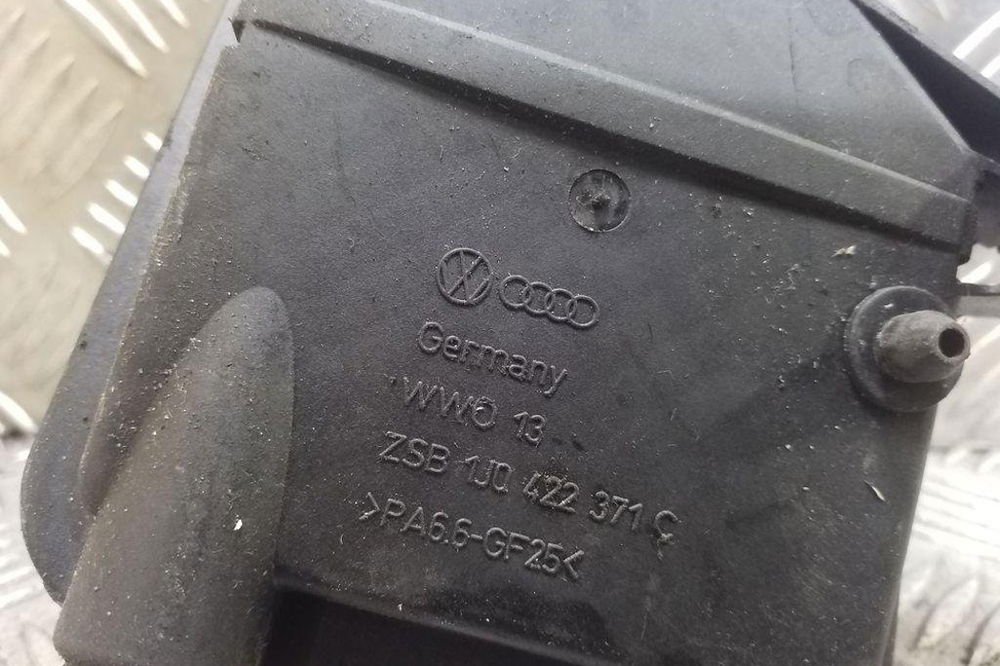 Germany
WWO 13
ZSB 1J0 422 371 C
>PA6.6-GF25<